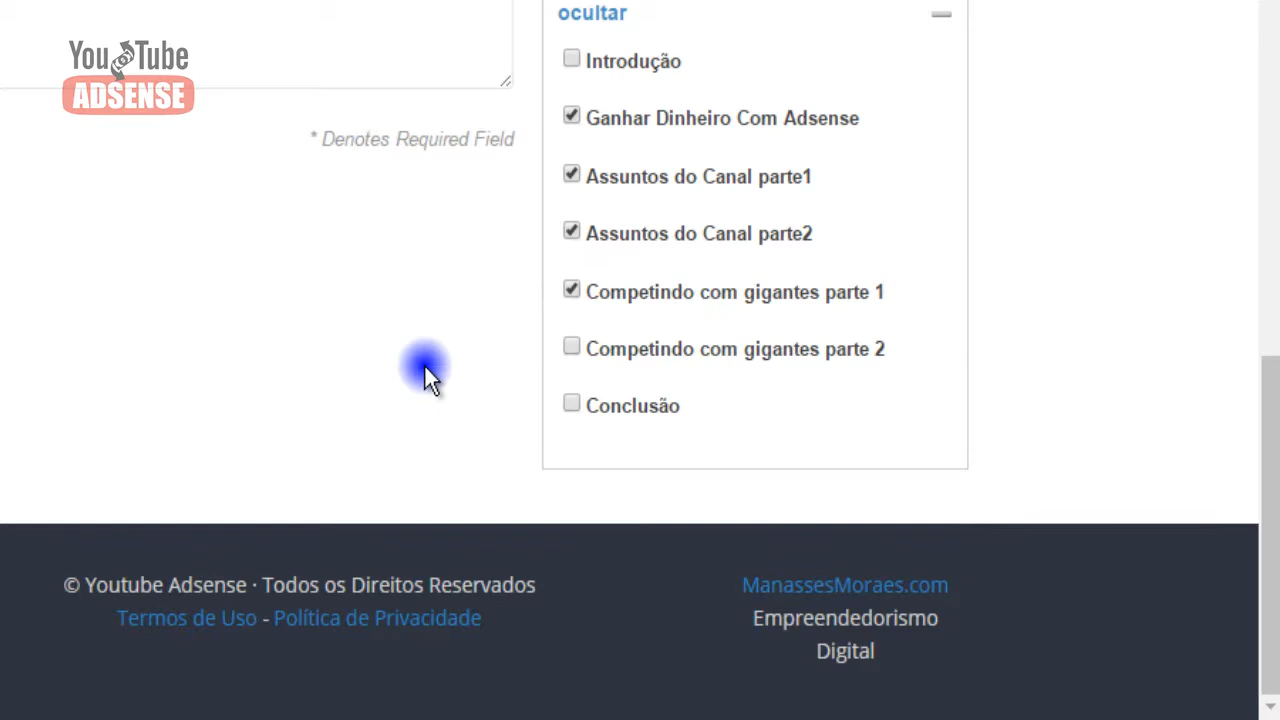 ocultar
YouTube
ADSENSE
Introdução
Ganhar Dinheiro Com Adsense
* Denotes Required Field
Assuntos do Canal parte1
Assuntos do Canal parte2
Competindo com gigantes parte 1
Competindo com gigantes parte 2
Conclusão
© Youtube Adsense · Todos os Direitos Reservados
Termos de Uso - Política de Privacidade
ManassesMoraes.com
Empreendedorismo
Digital